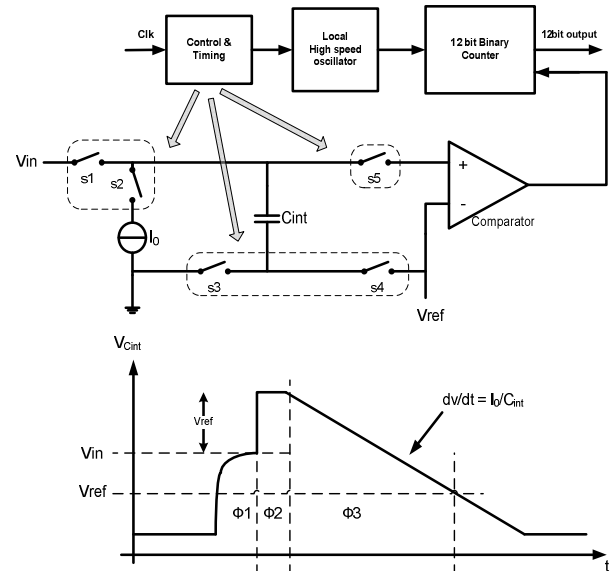 Clk
Control &
Timing
Local
High speed
oscillator
12 bit Binary
Counter
12bit output
Vin
s1
s2
I0
s3
Cint
s4
s5
+
-
Comparator
Vref
VCint
Vref
Vin
Vref
Φ1
Φ2
Φ3
dv/dt = I0/Cint
t